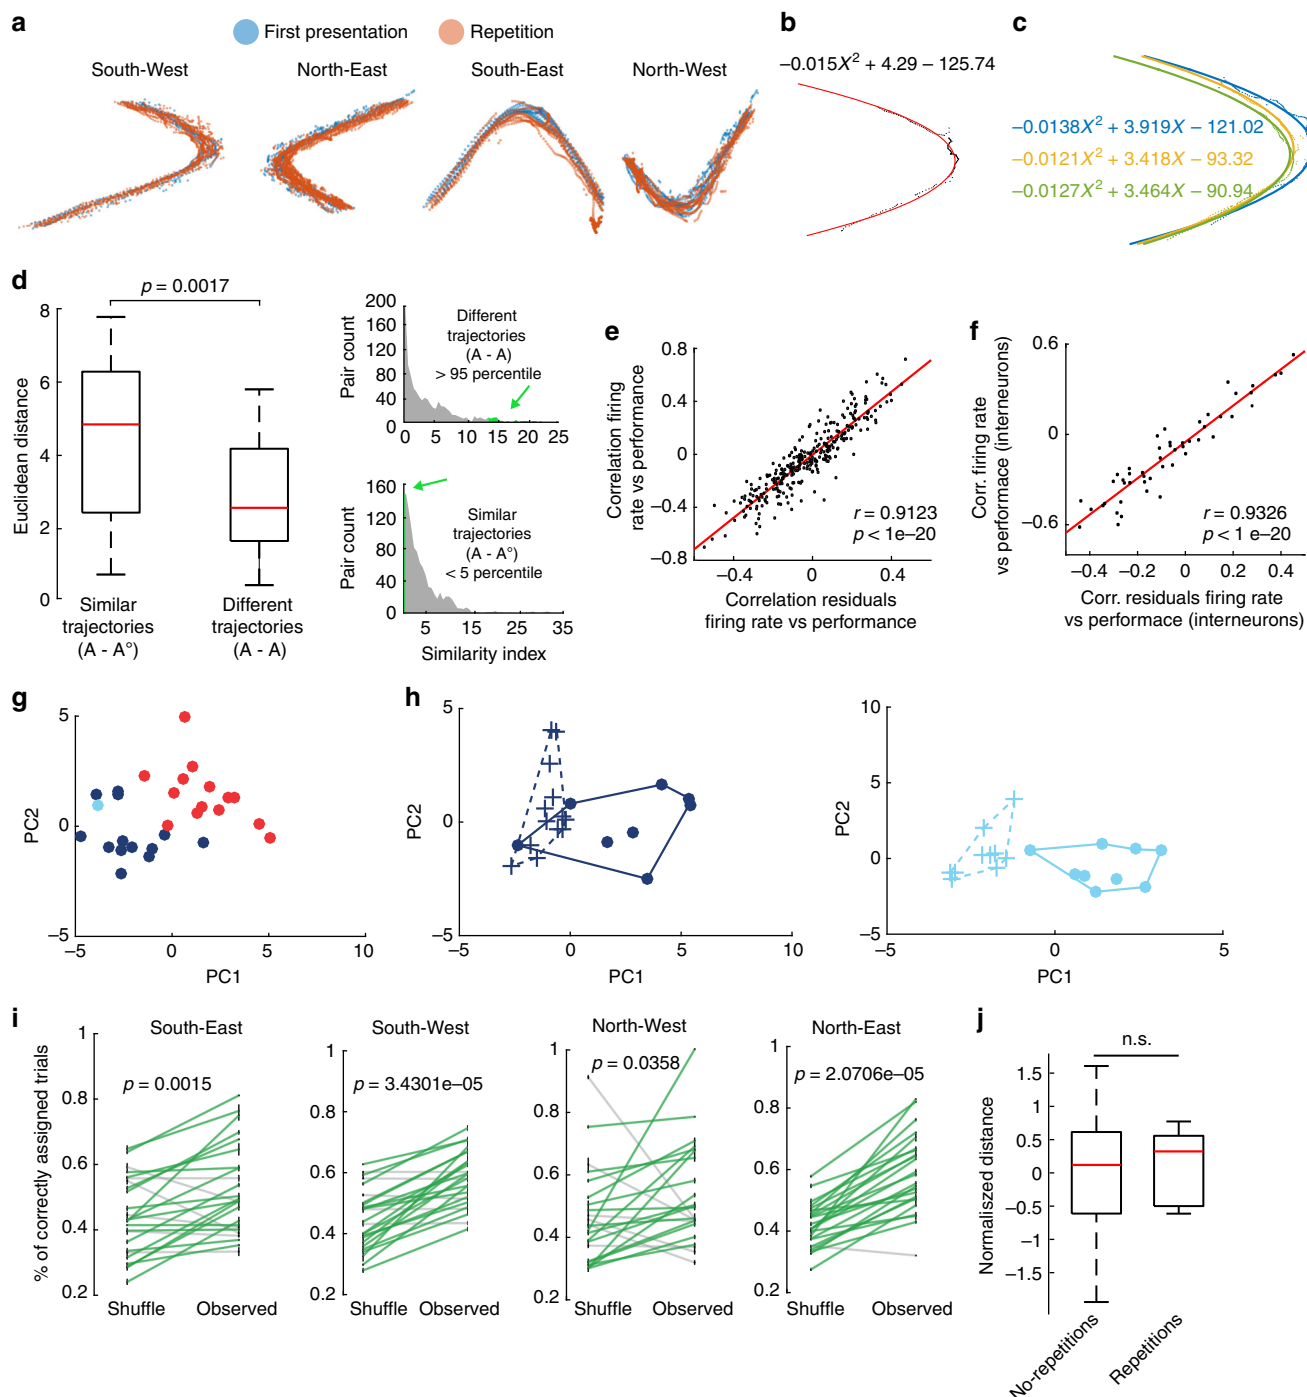 a
First presentation
Repetition
South-West
North-East
South-East
North-West
b
−0.015X² + 4.29 − 125.74
c
−0.0138X² + 3.919X − 121.02
−0.0121X² + 3.418X − 93.32
−0.0127X² + 3.464X − 90.94
d
p = 0.0017
Euclidean distance
8
6
4
2
0
Similar
trajectories
(A - A°)
Different
trajectories
(A - A)
Pair count
200
160
120
80
40
0
Different
trajectories
(A - A)
> 95 percentile
0 5 10 15 20 25
Pair count
160
120
80
40
0
Similar
trajectories
(A - A°)
< 5 percentile
5 15 25 35
Similarity index
e
Correlation firing
rate vs performance
0.8
0.4
0
−0.4
−0.8
r = 0.9123
p < 1e−20
−0.4 0 0.4
Correlation residuals
firing rate vs performance
f
Corr. firing rate
vs performance (interneurons)
0.6
0
−0.6
r = 0.9326
p < 1 e−20
−0.4 −0.2 0 0.2 0.4
Corr. residuals firing rate
vs performace (interneurons)
g
PC2
5
0
−5
−5 0 5 10
PC1
h
PC2
5
0
−5
−5 0 5 10
PC1
PC2
10
5
0
−5
−5 0 5
PC1
i
% of correctly assigned trials
South-East
p = 0.0015
1
0.8
0.6
0.4
0.2
Shuffle Observed
South-West
p = 3.4301e−05
1
0.8
0.6
0.4
0.2
Shuffle Observed
North-West
p = 0.0358
1
0.8
0.6
0.4
0.2
Shuffle Observed
North-East
p = 2.0706e−05
1
0.8
0.6
0.4
0.2
Shuffle Observed
j
n.s.
Normaliszed distance
1.5
1
0.5
0
−0.5
−1
−1.5
No-repetitions
Repetitions